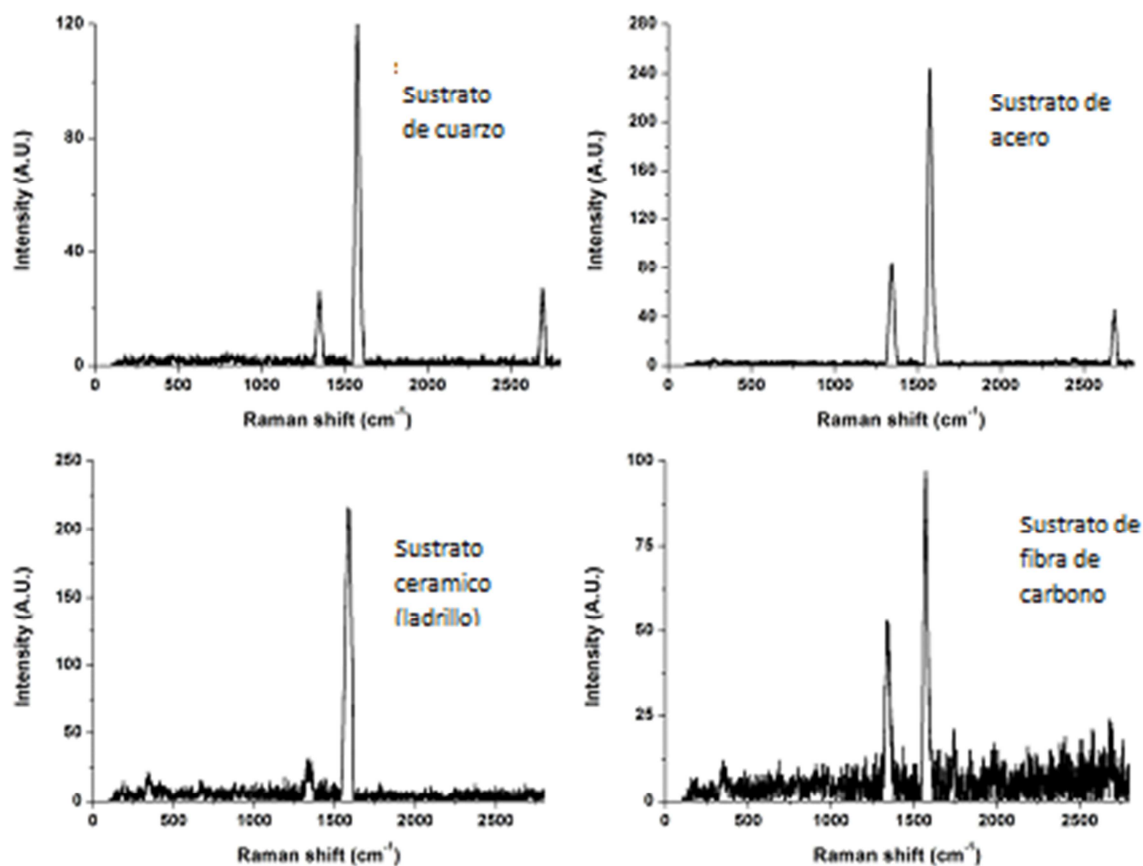 120
80
40
0
Intensity (A.U.)
:
Sustrato
de cuarzo
0 500 1000 1500 2000 2500
Raman shift (cm⁻¹)
280
240
200
160
120
80
40
0
Intensity (A.U.)
Sustrato de
acero
0 500 1000 1500 2000 2500
Raman shift (cm⁻¹)
250
200
150
100
50
0
Intensity (A.U.)
Sustrato
ceramico
(ladrillo)
0 500 1000 1500 2000 2500
Raman shift (cm⁻¹)
100
75
50
25
0
Intensity (A.U.)
Sustrato de
fibra de
carbono
0 500 1000 1500 2000 2500
Raman shift (cm⁻¹)